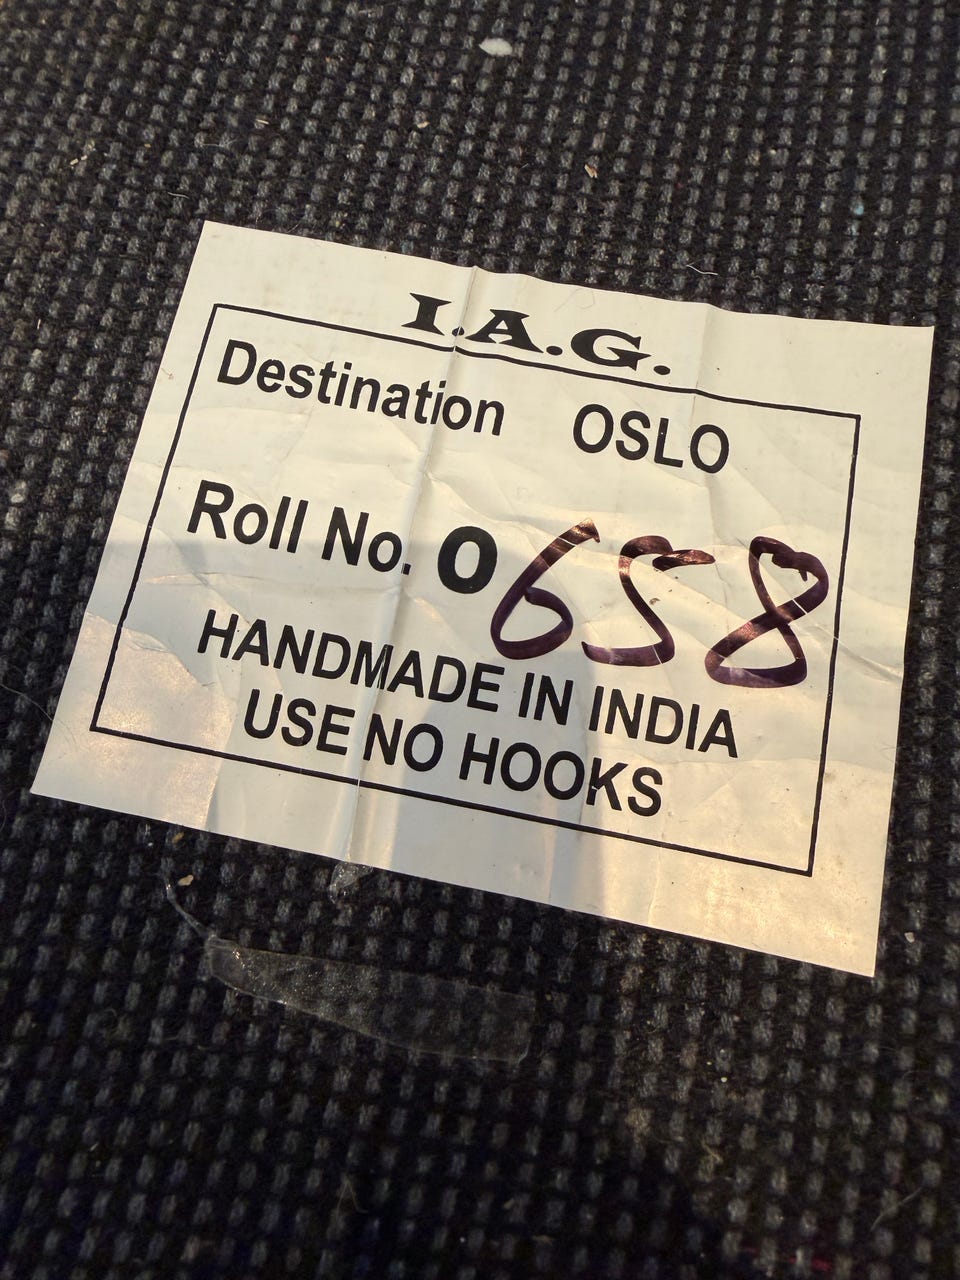 I.A.G.
Destination OSLO
Roll No. 0658
HANDMADE IN INDIA
USE NO HOOKS